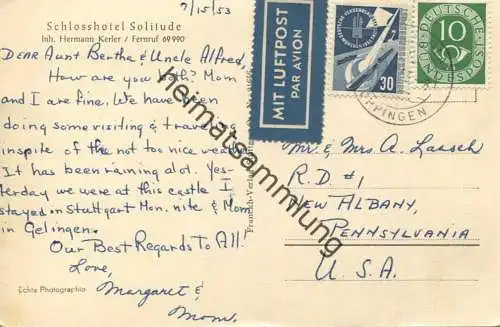 7/15/53
Schlosshotel Solitude
Inh. Hermann Kerler / Fernruf 69990
Dear Aunt Bertha & Uncle Alfred,
How are you both? Mom
and I are fine. We have been
doing some visiting & traveling
inspite of the not too nice weather.
It has been raining alot. Yes-
terday we were at this castle. I
stayed in Stuttgart Mon. nite & Mom
in Gelingen.
Our Best Regards To All!
Love,
Margaret &
Mom.
Echte Photographie
MIT LUFTPOST
PAR AVION
30
DEUTSCHE BUNDESPOST
10
PPINGEN
Mr. & Mrs. A. Laasch
R.D #1
New Albany,
Pennsylvania
U.S.A.
heimatsammlung